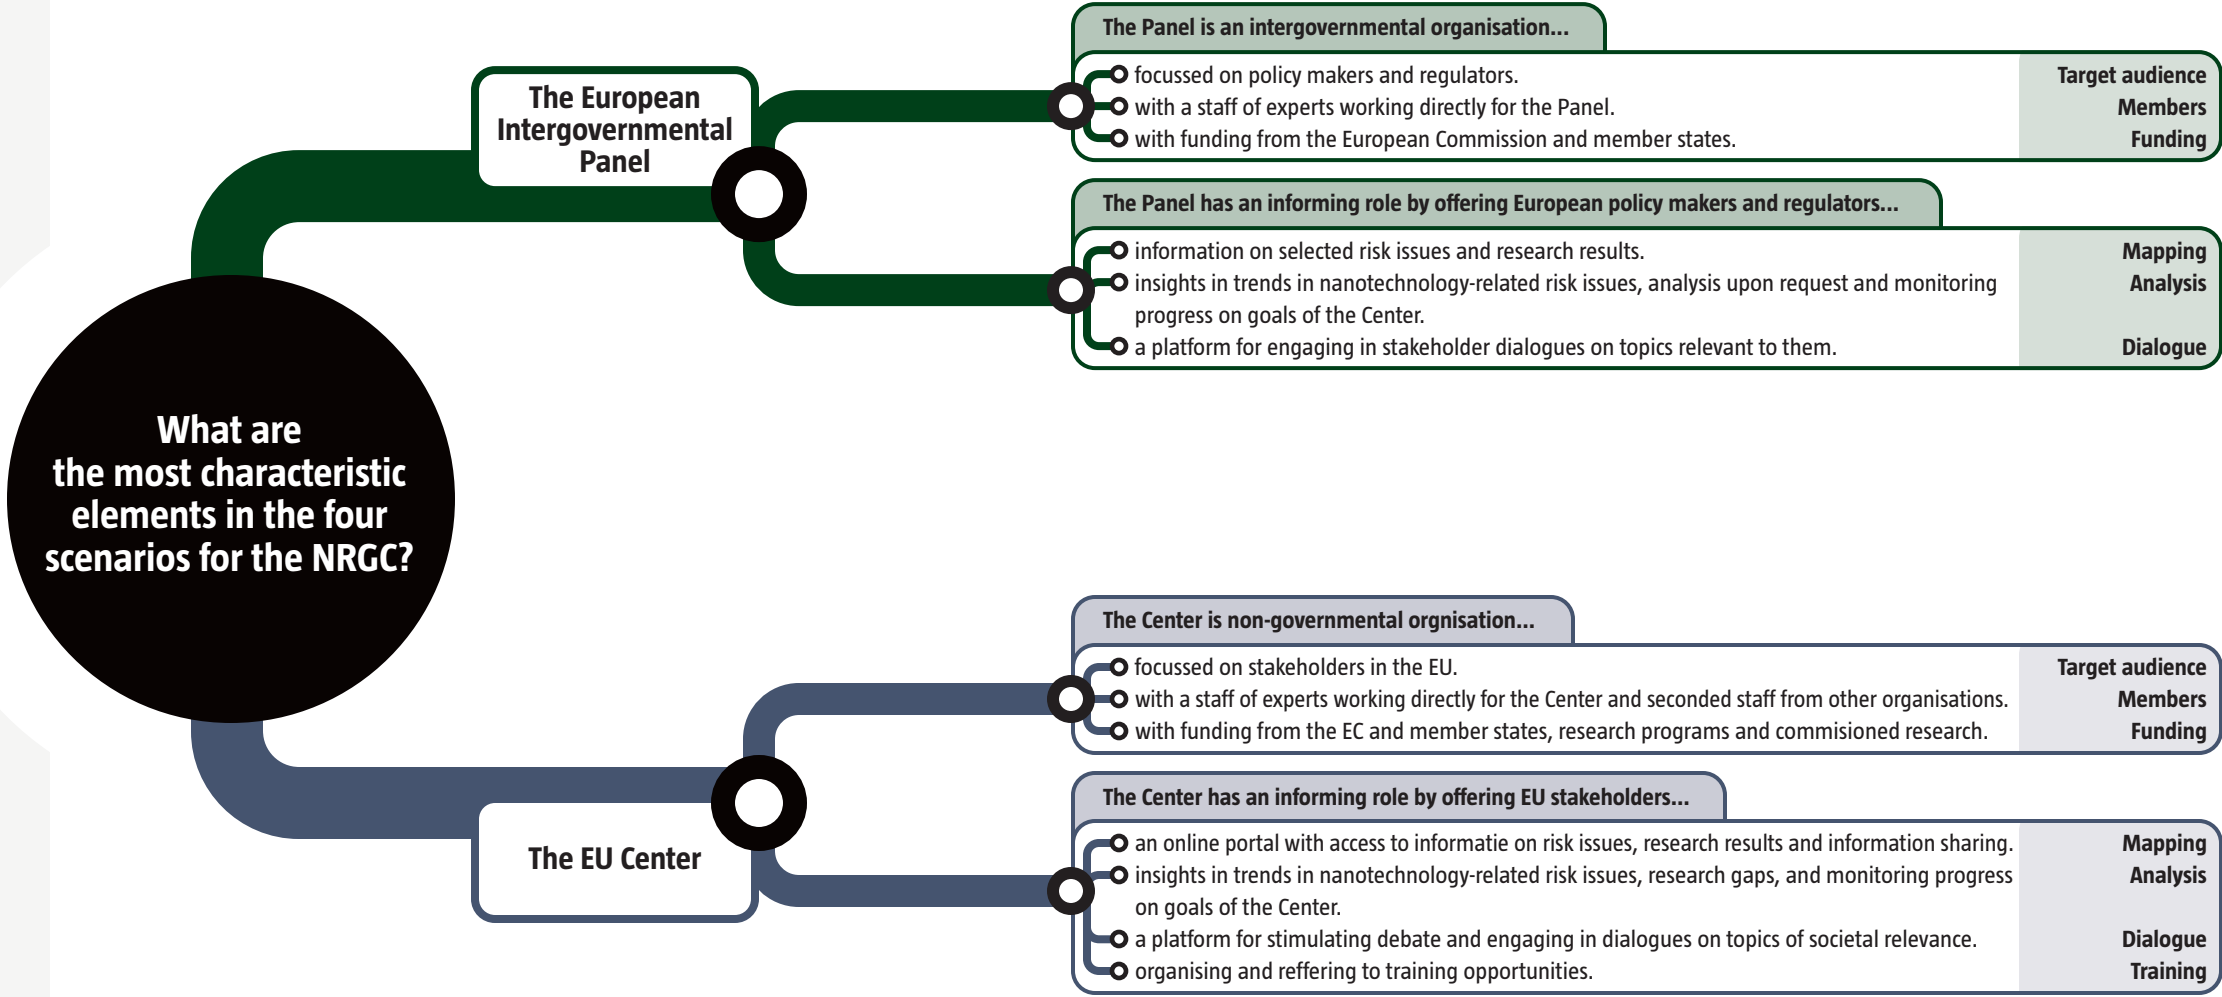 What are
the most characteristic
elements in the four
scenarios for the NRGC?
The European
Intergovernmental
Panel
The Panel is an intergovernmental organisation...
focussed on policy makers and regulators. Target audience
with a staff of experts working directly for the Panel. Members
with funding from the European Commission and member states. Funding
The Panel has an informing role by offering European policy makers and regulators...
information on selected risk issues and research results. Mapping
insights in trends in nanotechnology-related risk issues, analysis upon request and monitoring Analysis
progress on goals of the Center.
a platform for engaging in stakeholder dialogues on topics relevant to them. Dialogue
The EU Center
The Center is non-governmental orgnisation...
focussed on stakeholders in the EU. Target audience
with a staff of experts working directly for the Center and seconded staff from other organisations. Members
with funding from the EC and member states, research programs and commisioned research. Funding
The Center has an informing role by offering EU stakeholders...
an online portal with access to informatie on risk issues, research results and information sharing. Mapping
insights in trends in nanotechnology-related risk issues, research gaps, and monitoring progress Analysis
on goals of the Center.
a platform for stimulating debate and engaging in dialogues on topics of societal relevance. Dialogue
organising and reffering to training opportunities. Training